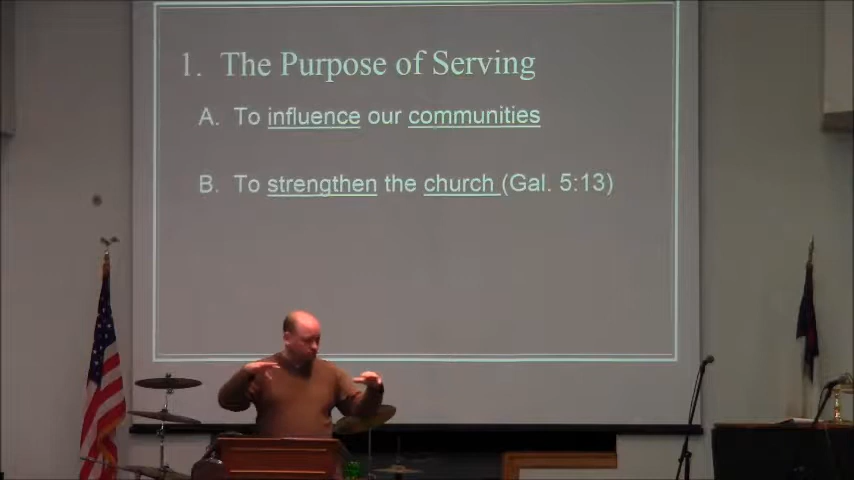 1. The Purpose of Serving
A. To influence our communities
B. To strengthen the church (Gal. 5:13)